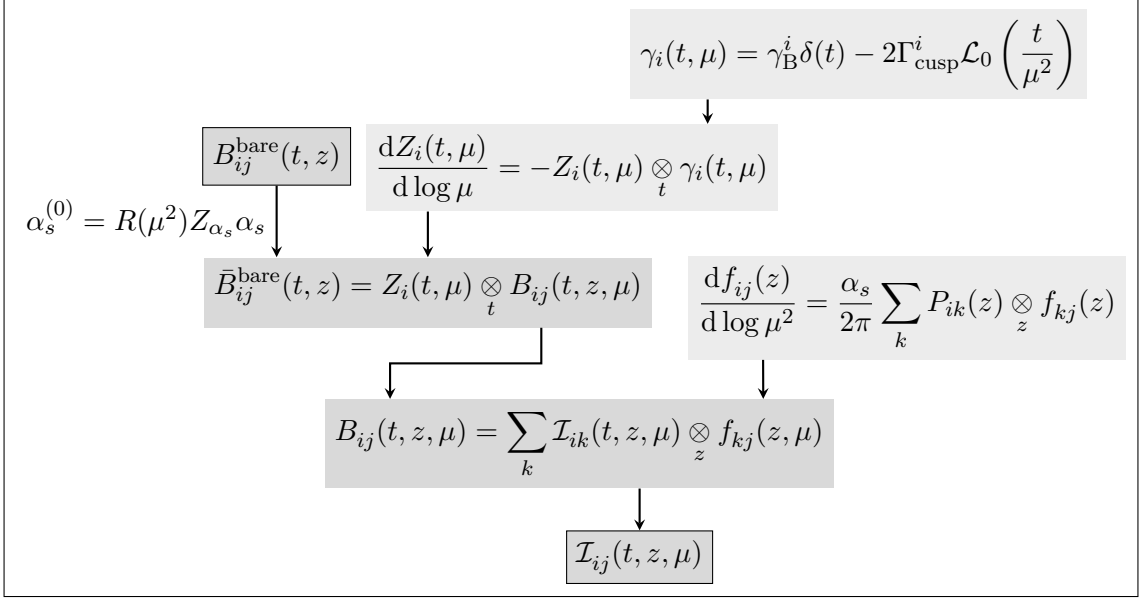 γ_i(t, μ) = γ_B^i δ(t) − 2Γ_cusp^i 𝓛_0 (t/μ²)
B_ij^bare(t, z)
dZ_i(t, μ)/d log μ = −Z_i(t, μ) ⊗_t γ_i(t, μ)
α_s^(0) = R(μ²)Z_{α_s} α_s
B̄_ij^bare(t, z) = Z_i(t, μ) ⊗_t B_ij(t, z, μ)
df_ij(z)/d log μ² = α_s/2π ∑_k P_ik(z) ⊗_z f_kj(z)
B_ij(t, z, μ) = ∑_k 𝓘_ik(t, z, μ) ⊗_z f_kj(z, μ)
𝓘_ij(t, z, μ)